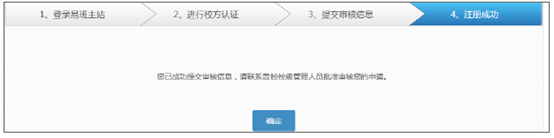 1、登录易班主站
2、进行校方认证
3、提交审核信息
4、注册成功
您已成功提交审核信息，请联系贵校校级管理人员批准审核您的申请。
确定